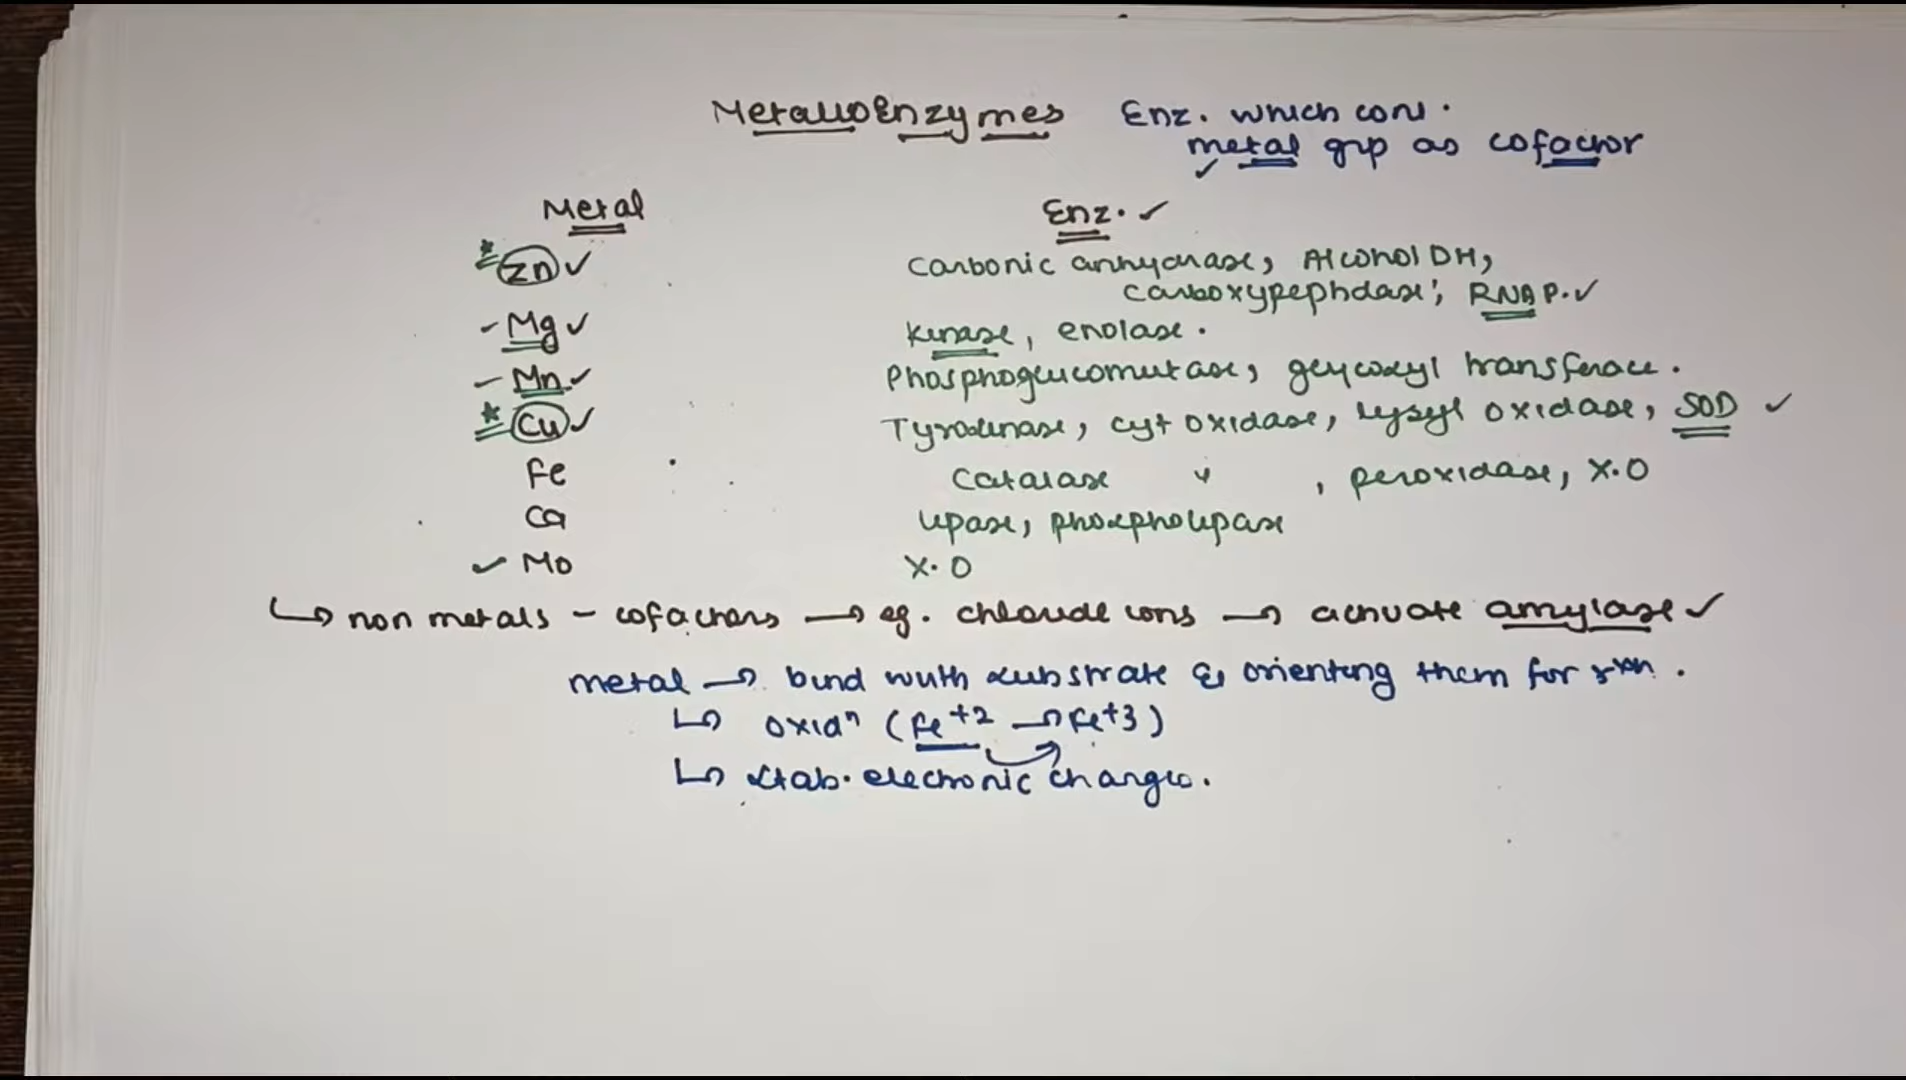 MetalloEnzymes Enz. which con.
metal grp as cofactor
Metal Enz.
Zn Carbonic anhydrase, Alcohol DH,
carboxypeptidase, RNAP.
Mg Kinase, enolase.
Mn Phosphoglucomutase, glycosyl transferase.
Cu Tyrosinase, cyt oxidase, lysyl oxidase, SOD
Fe Catalase, peroxidase, X.O
Ca lipase, phospholipase
Mo X.O
↳ non metals - cofactors → eg. chloride ions → activate amylase
metal → bind with substrate & orienting them for rxn.
↳ oxidⁿ (Fe+2 → Fe+3)
↳ stab. electronic changes.